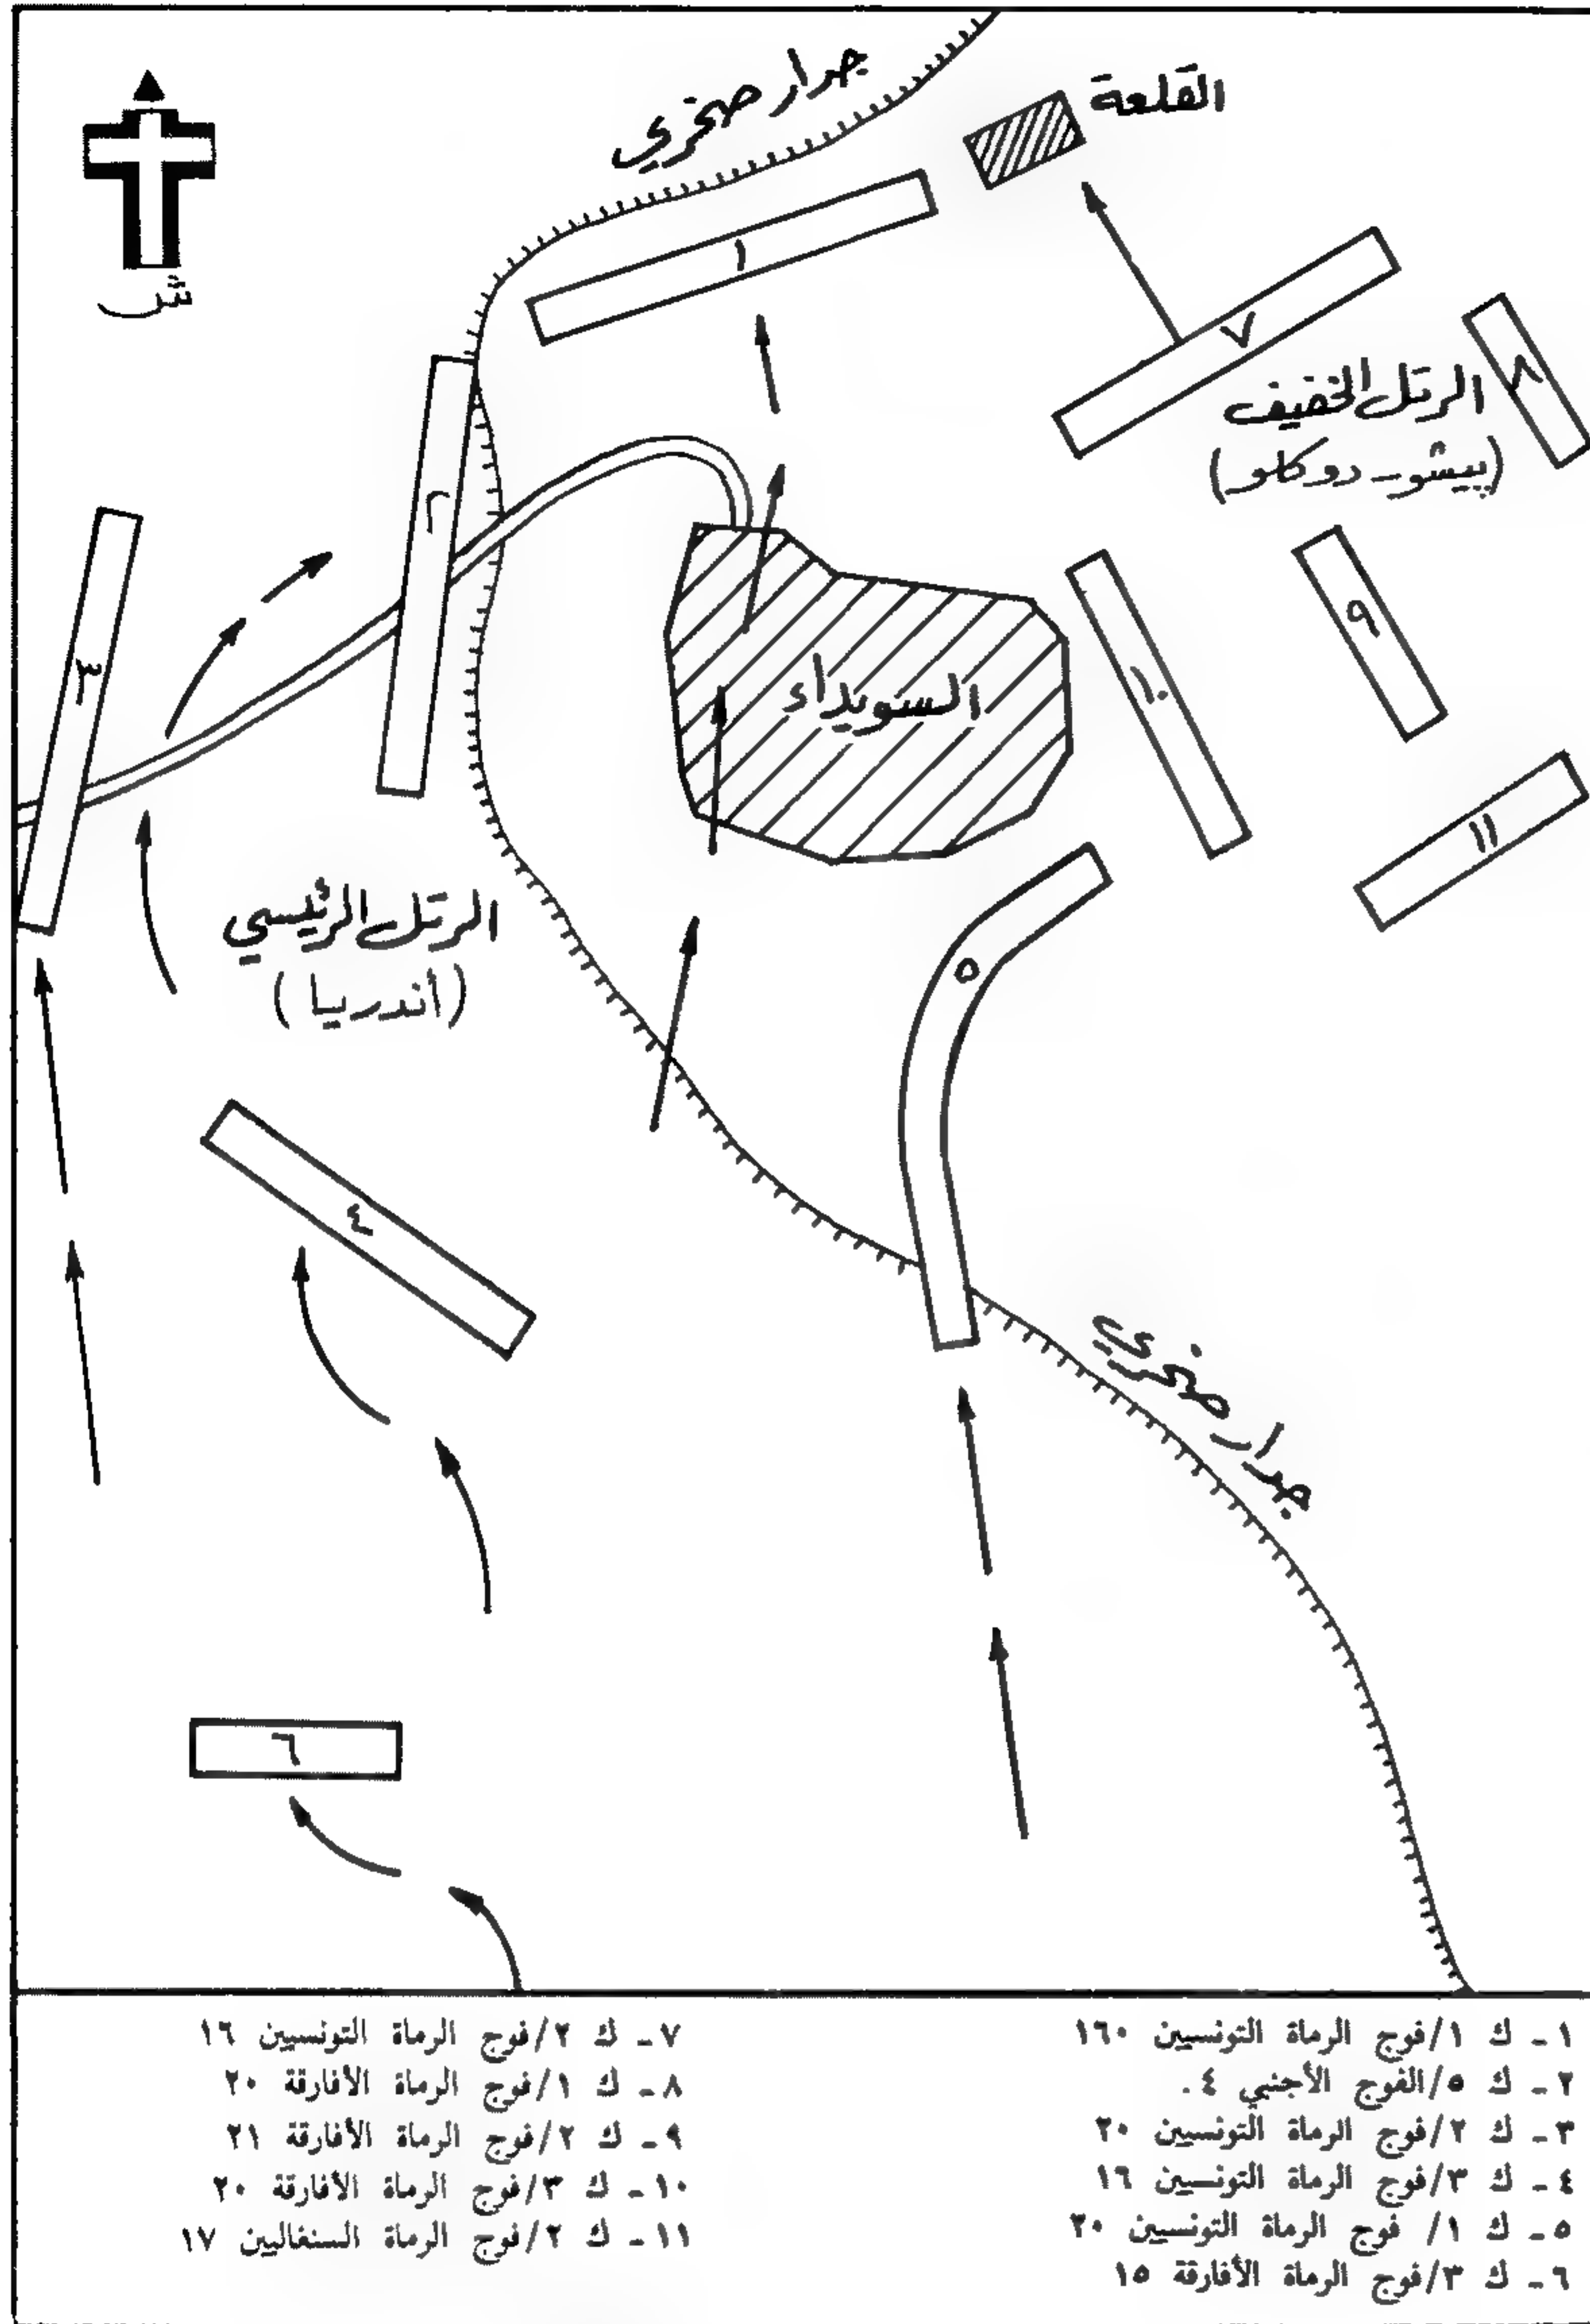 جدار صخري
القلعة
ش
١
٧
٨
الرتل الخفيف
(پيشو - دوكلو)
٢
٣
٩
١٠
السويداء
١١
الرتل الرئيسي
(أندريا)
٥
٤
جدار صخري
٦
١ - ك ١/فوج الرماة التونسيين ١٦٠
٢ - ك ٥/الفوج الأجنبي ٤.
٣ - ك ٢/فوج الرماة التونسيين ٢٠
٤ - ك ٣/فوج الرماة التونسيين ١٦
٥ - ك ١/ فوج الرماة التونسيين ٢٠
٦ - ك ٣/فوج الرماة الأفارقة ١٥
٧ - ك ٢/فوج الرماة التونسيين ١٦
٨ - ك ١/فوج الرماة الأفارقة ٢٠
٩ - ك ٢/فوج الرماة الأفارقة ٢١
١٠ - ك ٣/فوج الرماة الأفارقة ٢٠
١١ - ك ٢/فوج الرماة السنغاليين ١٧